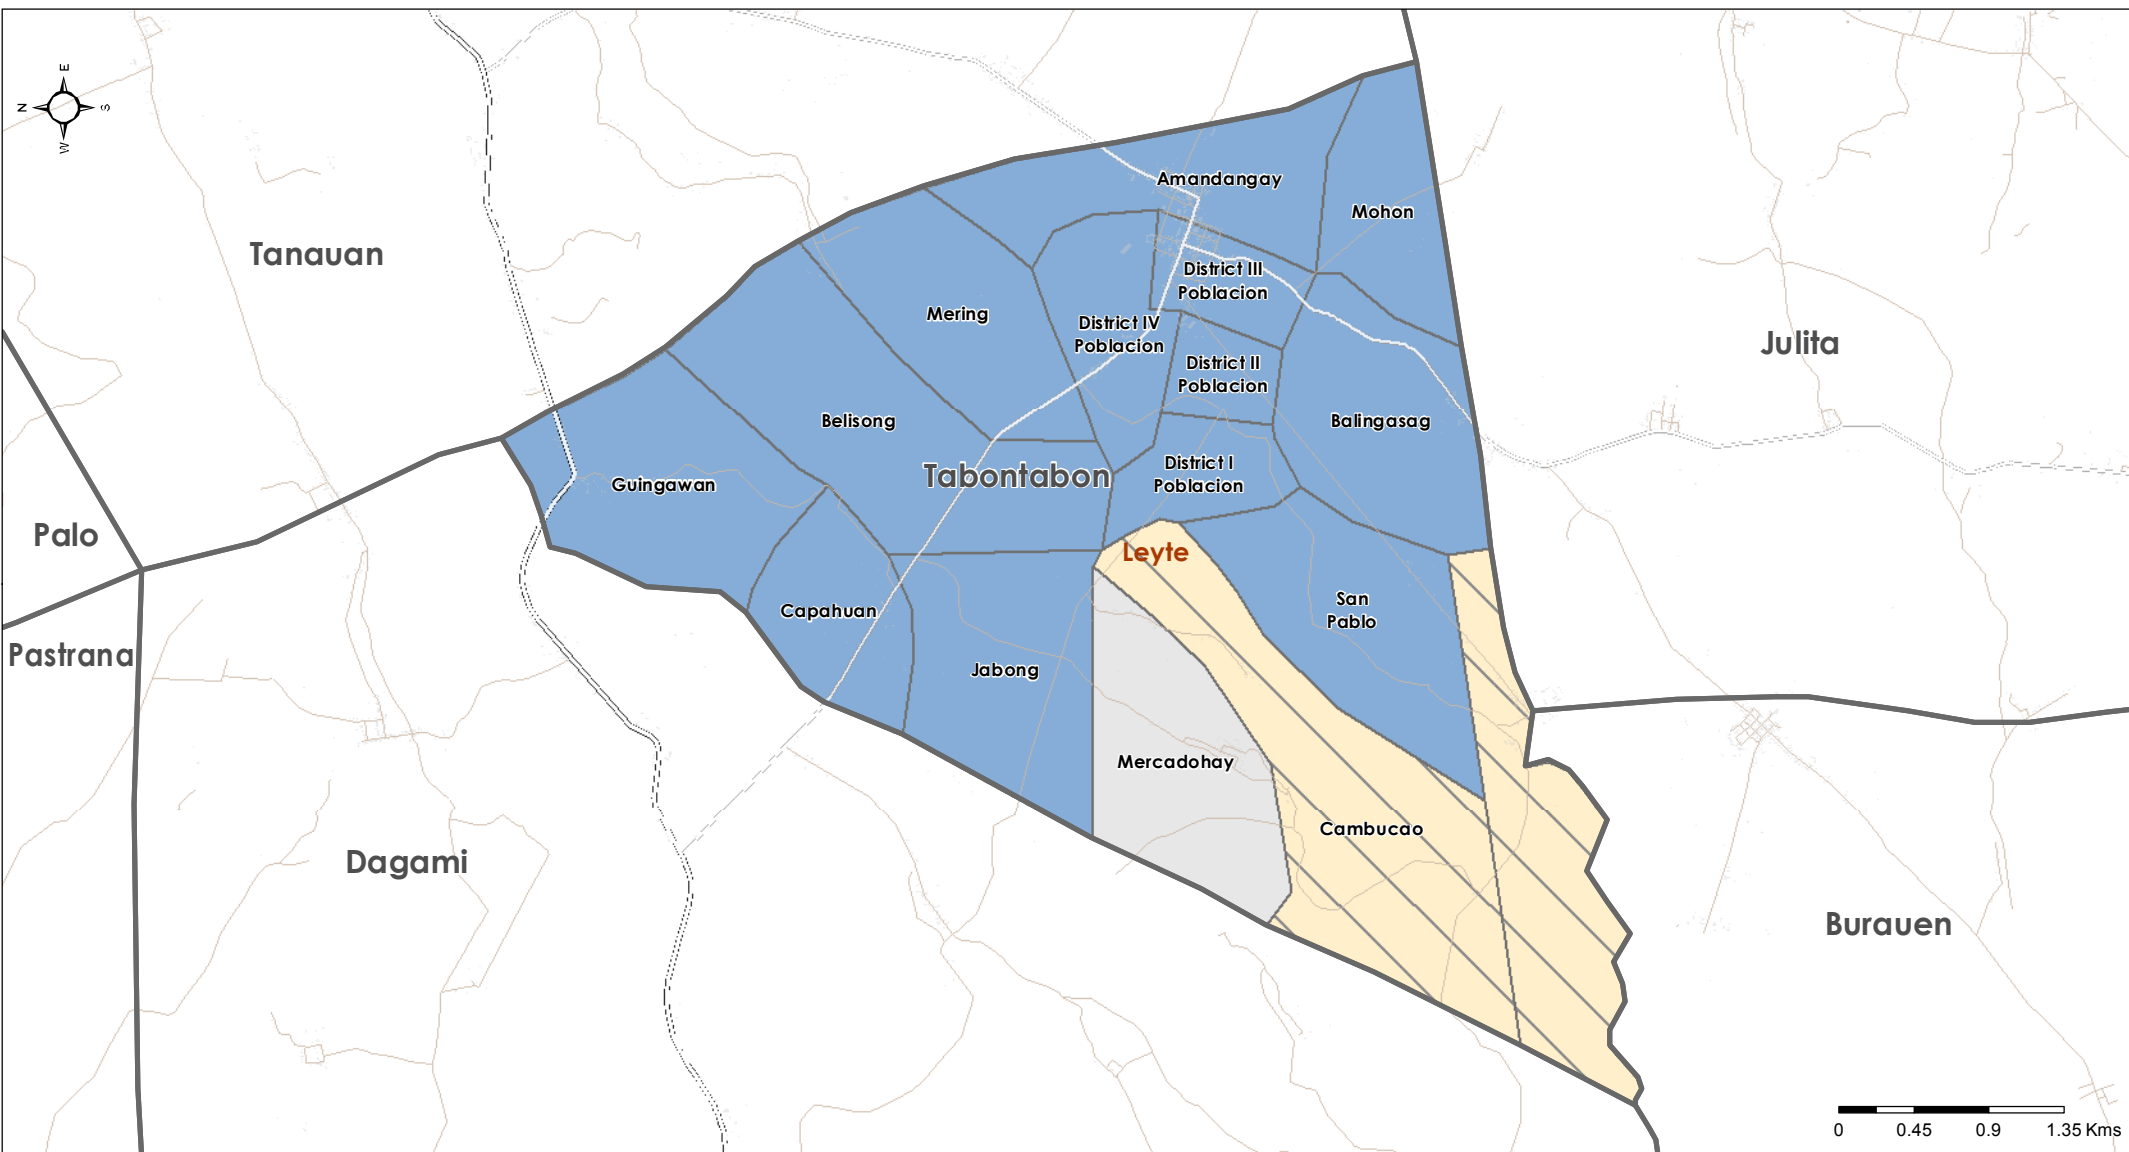 E
N
S
W
Amandangay
Mohon
Tanauan
District III
Poblacion
Mering
District IV
Poblacion
Julita
District II
Poblacion
Belisong
Balingasag
District I
Poblacion
Tabontabon
Guingawan
Palo
Leyte
San
Pablo
Capahuan
Pastrana
Jabong
Mercadohay
Cambucao
Dagami
Burauen
0 0.45 0.9 1.35 Kms